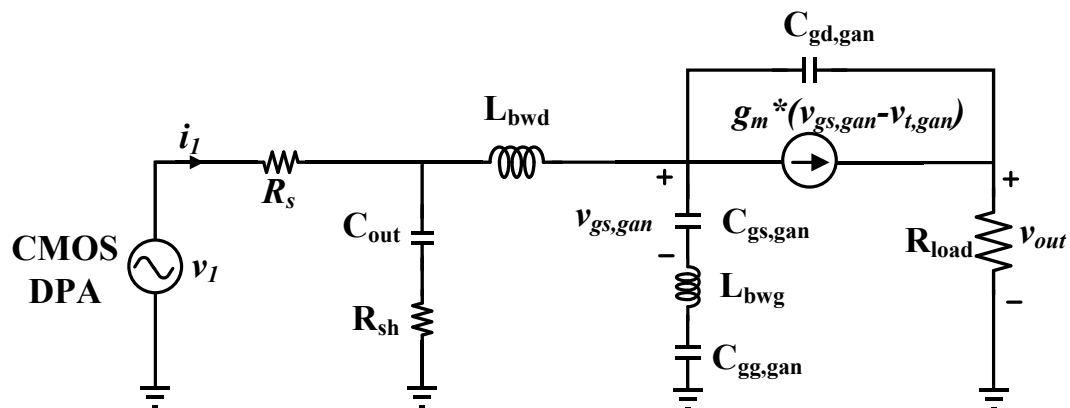 C_gd,gan
g_m*(v_gs,gan-v_t,gan)
L_bwd
i_1
R_s
+
+
v_gs,gan
C_gs,gan
C_out
CMOS
DPA
v_1
R_load
v_out
−
L_bwg
−
R_sh
C_gg,gan